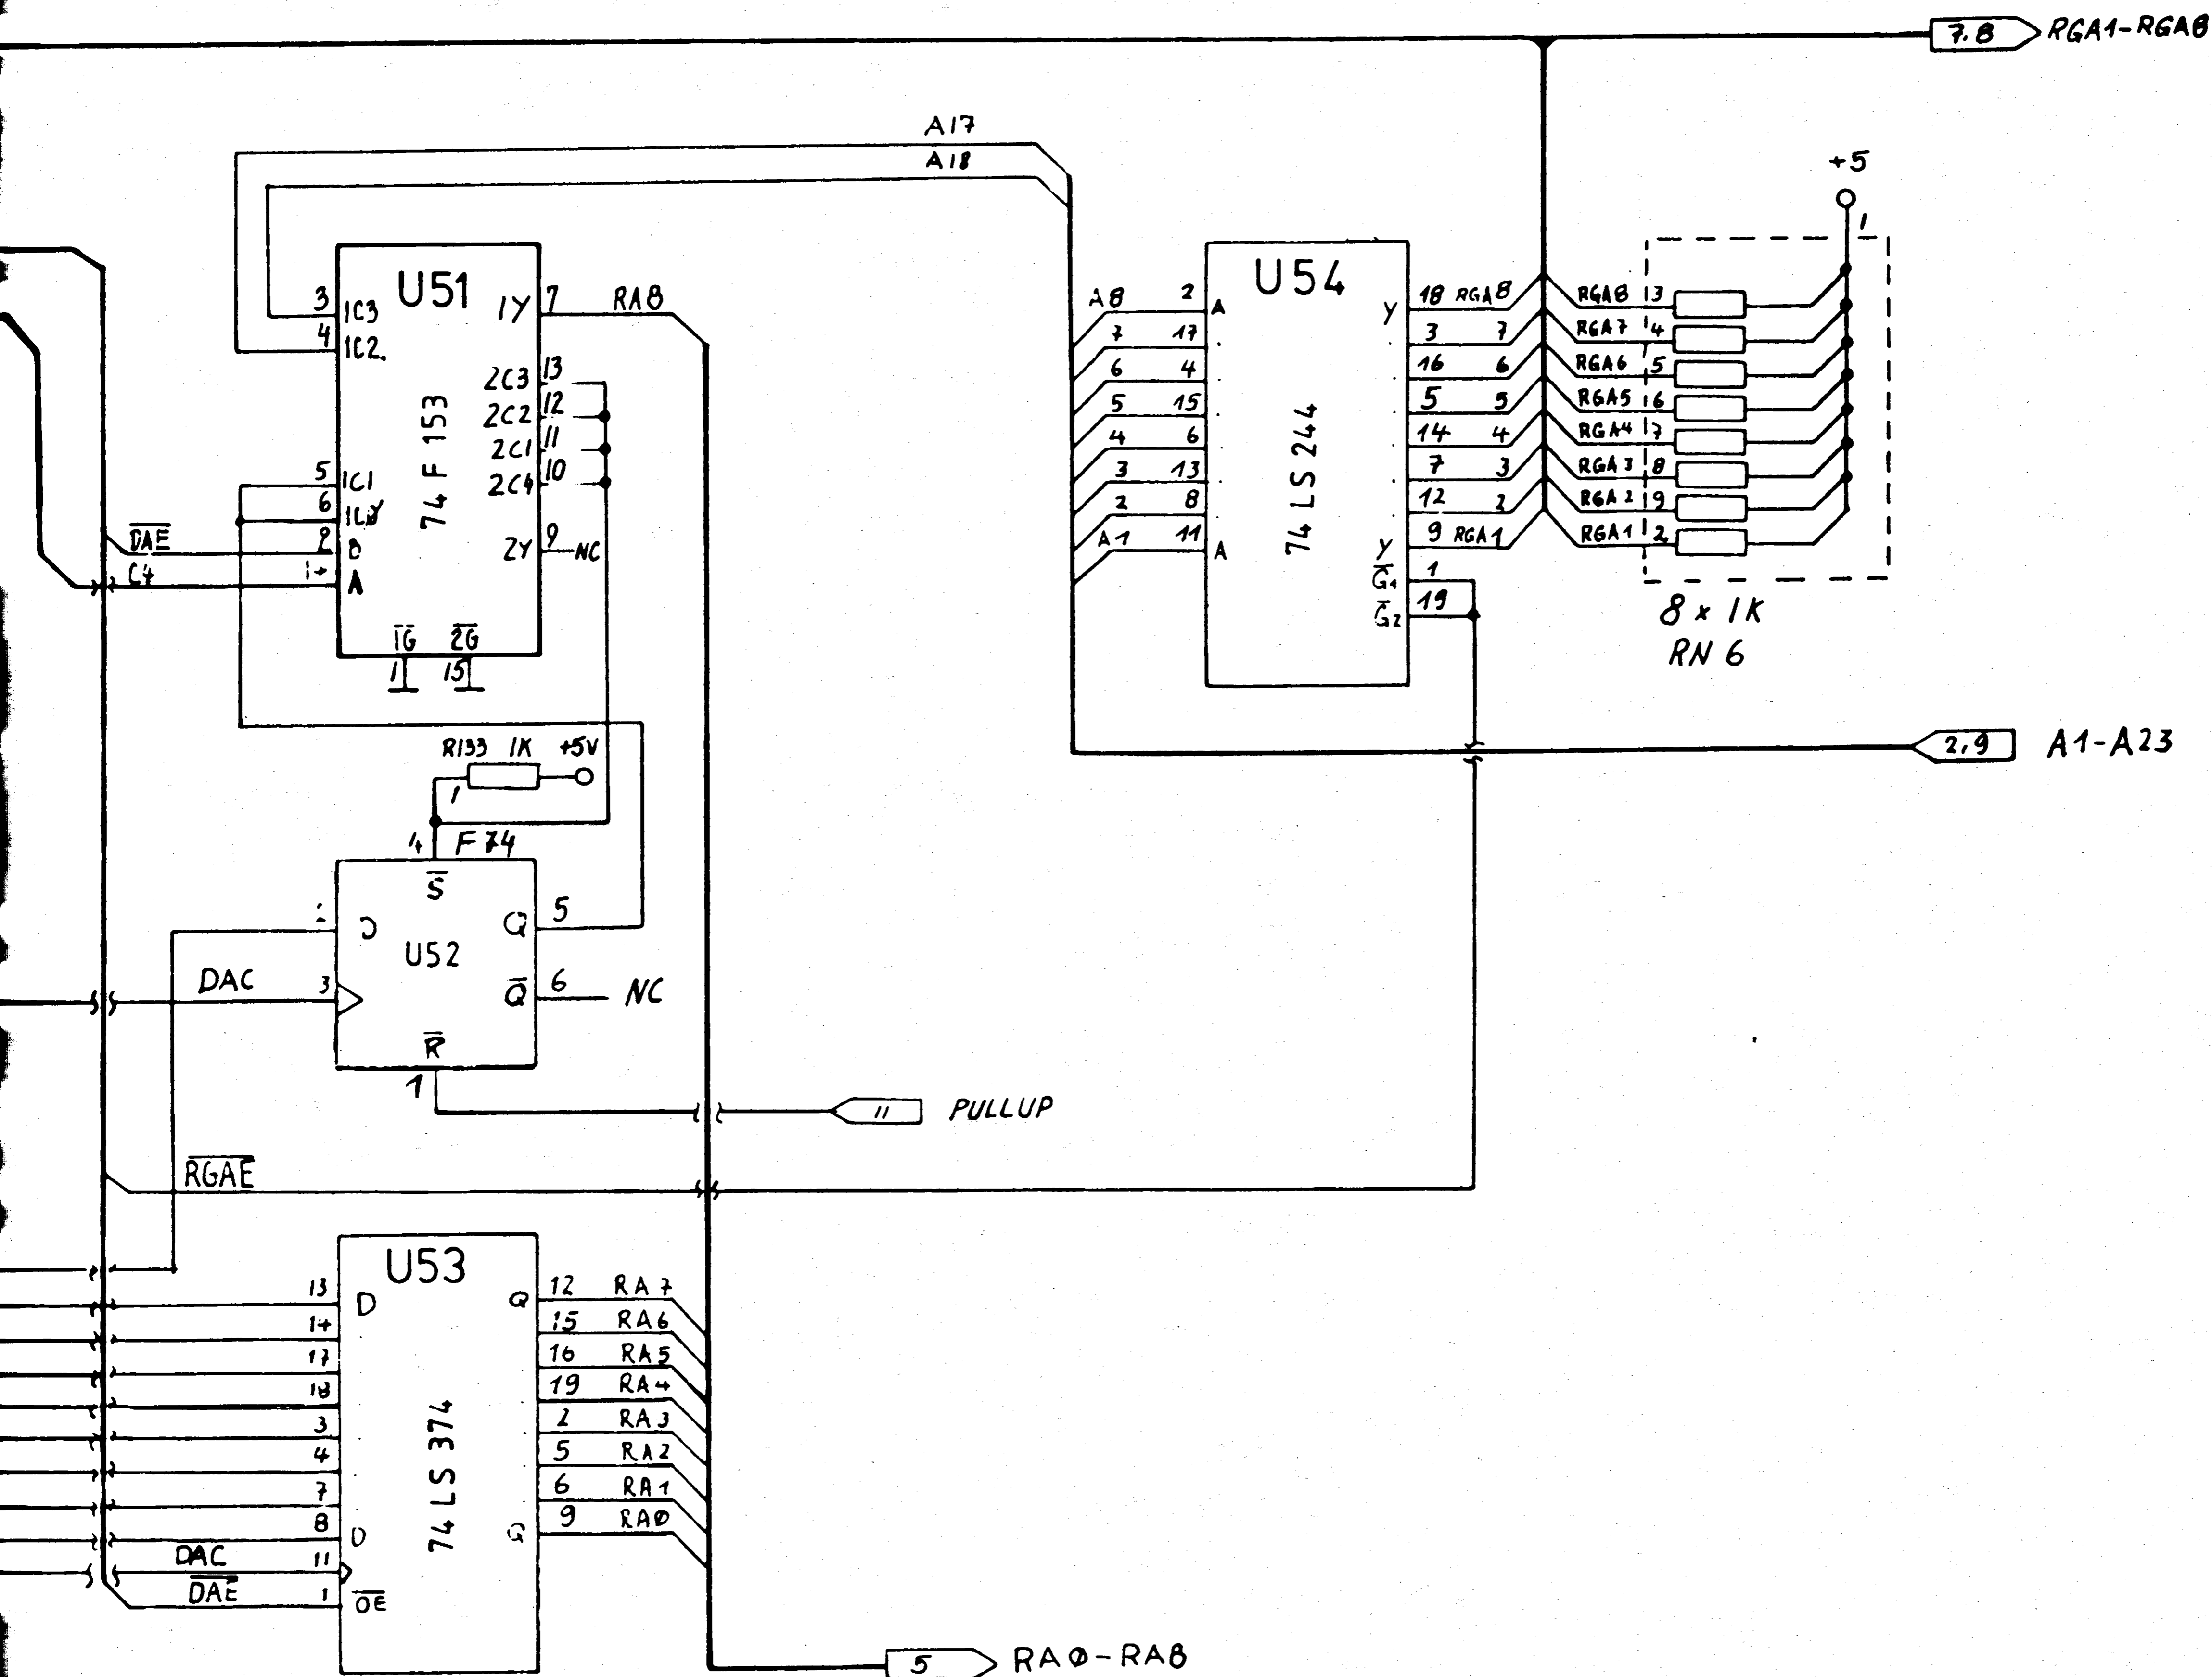 7.8 RGA1-RGA8
A17
A18
+5
1
U51
3 1C3
4 1C2
1Y 7 RA8
2C3 13
2C2 12
2C1 11
10
74 F 153
5 1C1
6
2Y 9 NC
DAE
C4
A
1G 2G
1 15
U54
74 LS 244
A8 2 A
7 17
6 4
5 15
4 6
3 13
2 8
A1 11 A
Y 18 RGA8
3 7
16 6
5 5
14 4
7 3
12 2
Y 9 RGA1
G1 1
G2 19
RGA8 3
RGA7 4
RGA6 5
RGA5 6
RGA4 7
RGA3 8
RGA2 9
RGA1 2
8 x 1K
RN 6
R133 1K +5V
1
2,9 A1-A23
4 F74
S
D Q 5
U52
DAC 3
Q 6 NC
R
1
11 PULLUP
RGAE
U53
74 LS 374
13 D Q 12 RA7
14 15 RA6
17 16 RA5
18 19 RA4
3 2 RA3
4 5 RA2
7 6 RA1
8 D Q 9 RAØ
DAC 11
DAE 1 OE
5 RAØ-RA8